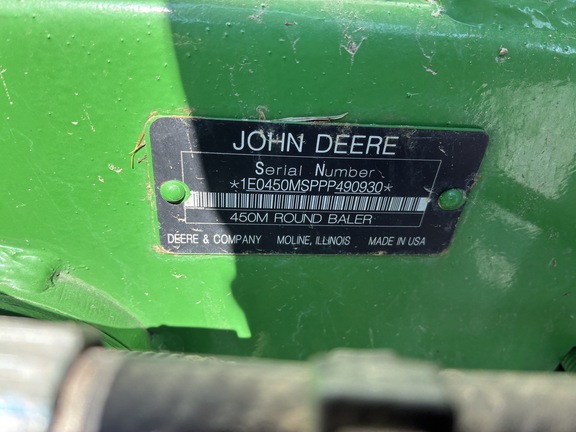 JOHN DEERE
Serial Number
*1E0450MSPPP490930*
450M ROUND BALER
DEERE & COMPANY MOLINE, ILLINOIS MADE IN USA